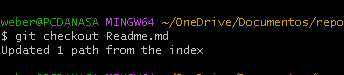 weber@PCDANASA MINGW64 ~/OneDrive/Documentos/repo
$ git checkout Readme.md
Updated 1 path from the index